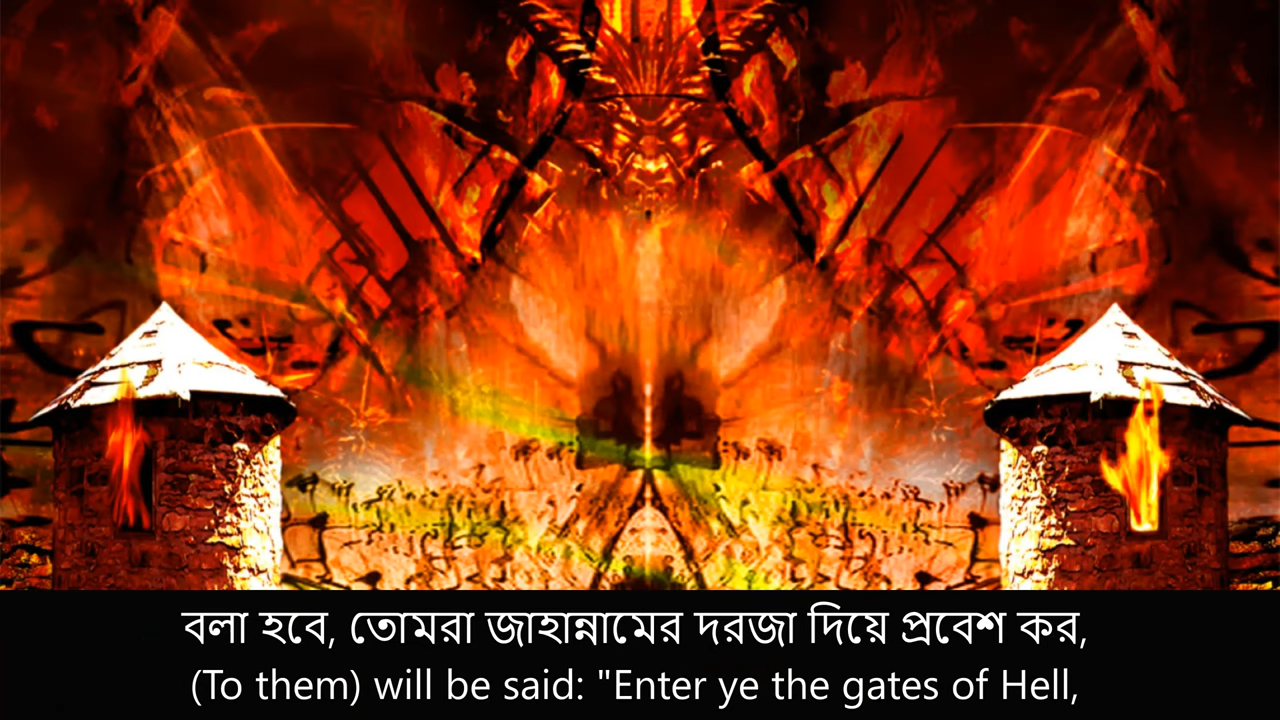 বলা হবে, তোমরা জাহান্নামের দরজা দিয়ে প্রবেশ কর,
(To them) will be said: "Enter ye the gates of Hell,